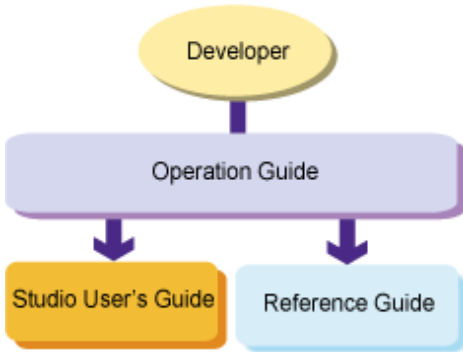 Developer
Operation Guide
Studio User's Guide
Reference Guide